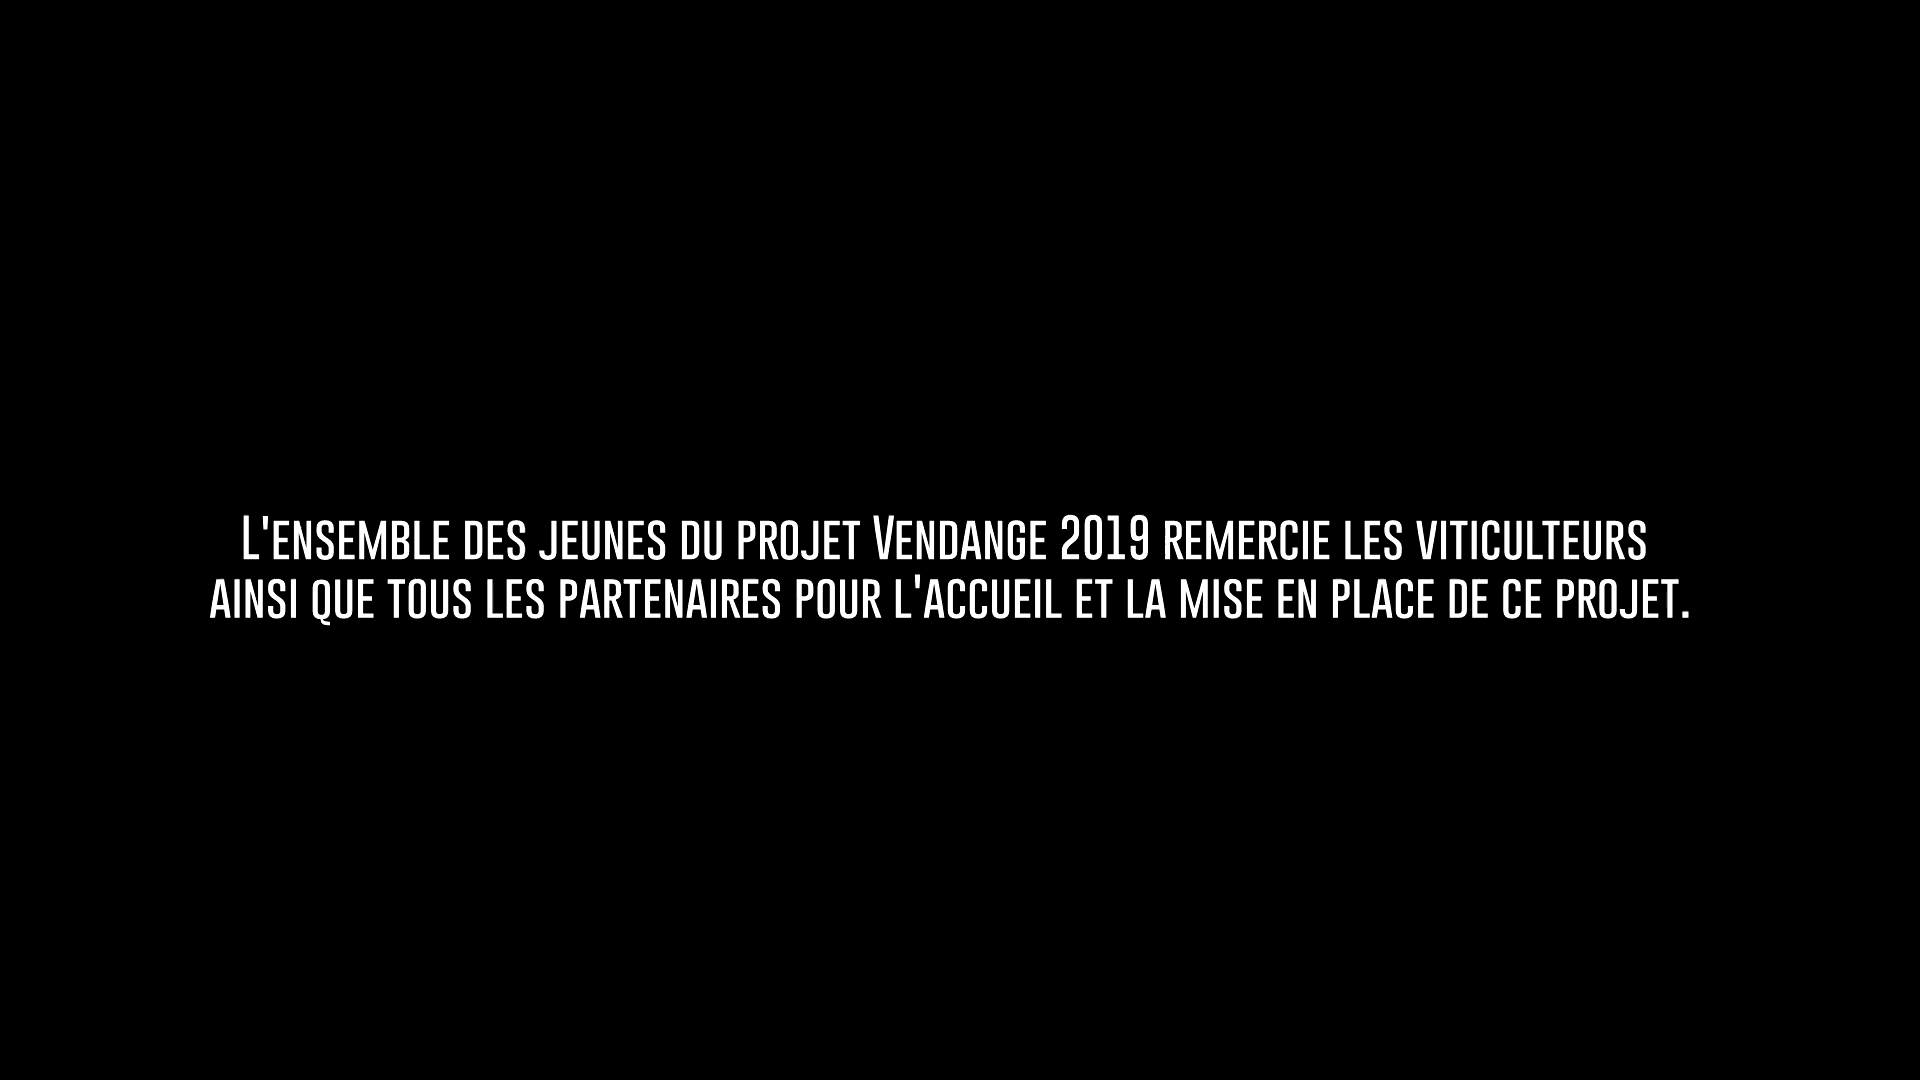 L'ensemble des jeunes du projet Vendange 2019 remercie les viticulteurs
ainsi que tous les partenaires pour l'accueil et la mise en place de ce projet.